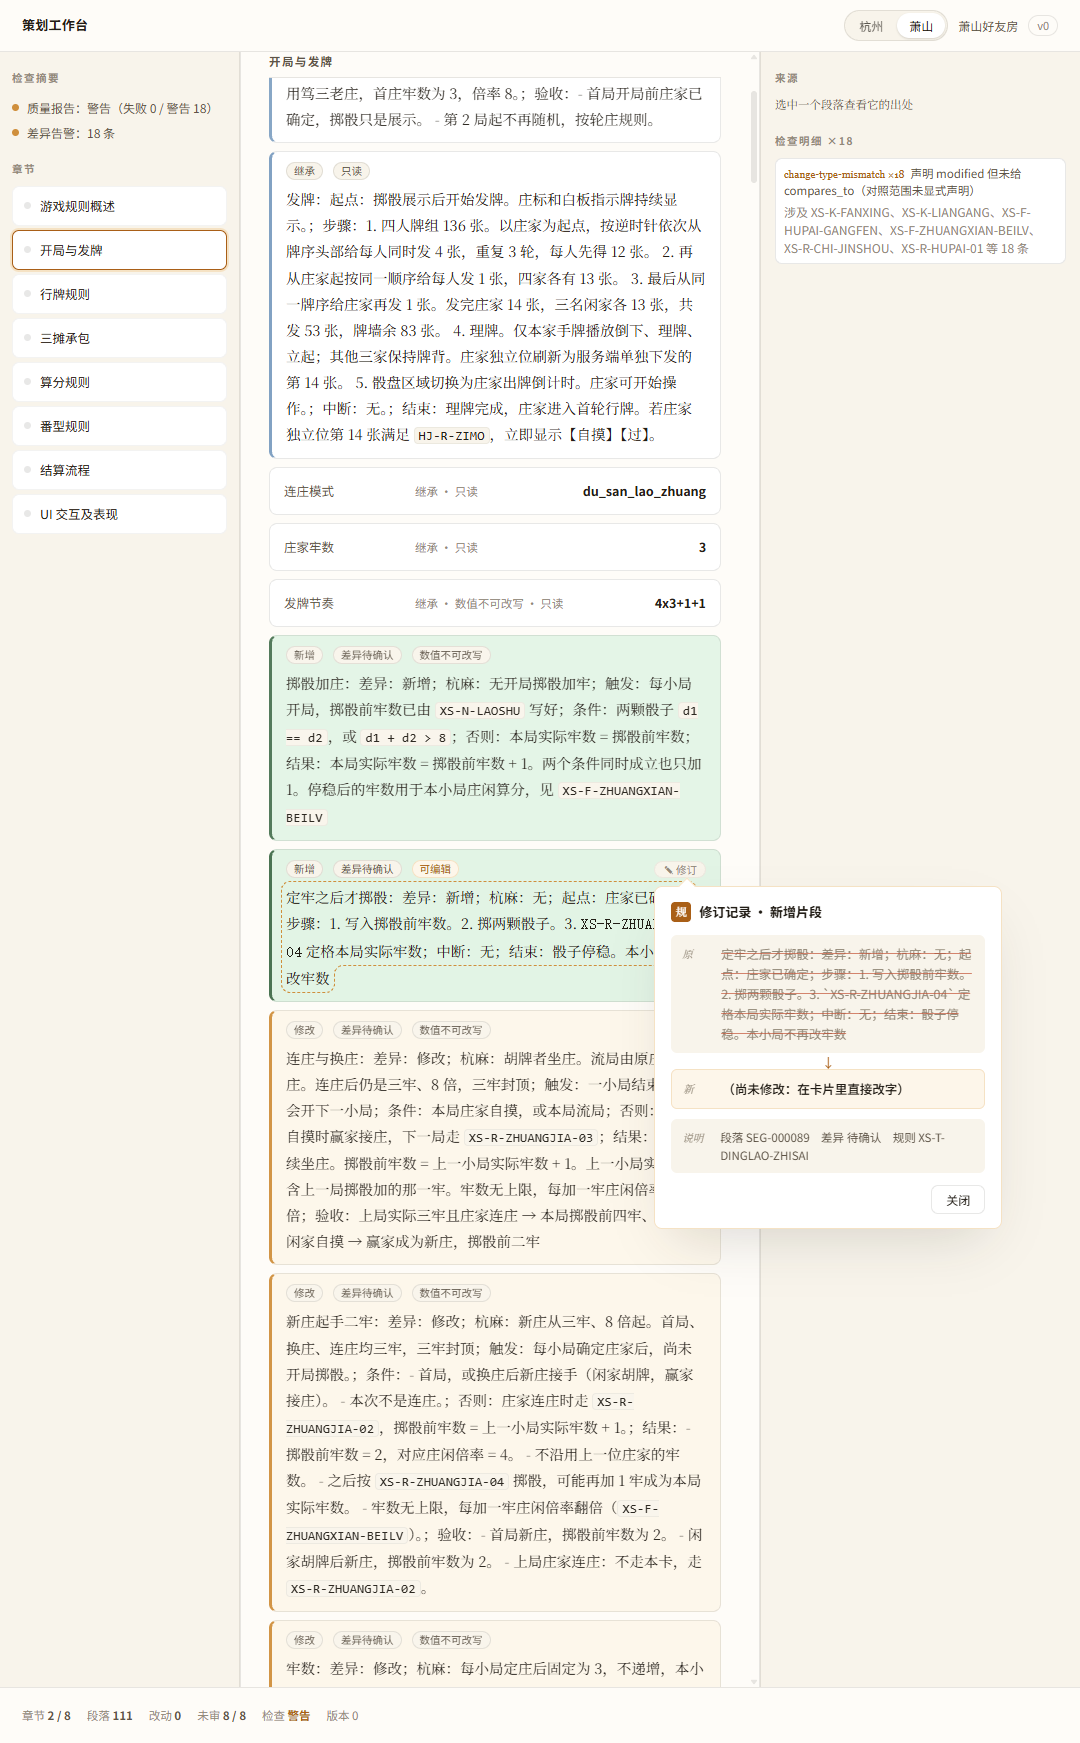 策划工作台
杭州 萧山 萧山好友房 v0
检查摘要
质量报告：警告（失败 0 / 警告 18）
差异告警：18 条
章节
游戏规则概述
开局与发牌
行牌规则
三摊承包
算分规则
番型规则
结算流程
UI 交互及表现
开局与发牌
用笃三老庄，首庄牢数为 3，倍率 8。；验收：- 首局开局前庄家已
确定，掷骰只是展示。 - 第 2 局起不再随机，按轮庄规则。
继承 只读
发牌：起点：掷骰展示后开始发牌。庄标和白板指示牌持续显
示。；步骤：1. 四人牌组 136 张。以庄家为起点，按逆时针依次从
牌序头部给每人同时发 4 张，重复 3 轮，每人先得 12 张。 2. 再
从庄家起按同一顺序给每人发 1 张，四家各有 13 张。 3. 最后从同
一牌序给庄家再发 1 张。发完庄家 14 张，三名闲家各 13 张，共
发 53 张，牌墙余 83 张。 4. 理牌。仅本家手牌播放倒下、理牌、
立起；其他三家保持牌背。庄家独立位刷新为服务端单独下发的
第 14 张。 5. 骰盘区域切换为庄家出牌倒计时。庄家可开始操
作。；中断：无。；结束：理牌完成，庄家进入首轮行牌。若庄家
独立位第 14 张满足 HJ-R-ZIMO，立即显示【自摸】【过】。
连庄模式 继承 · 只读 du_san_lao_zhuang
庄家牢数 继承 · 只读 3
发牌节奏 继承 · 数值不可改写 · 只读 4x3+1+1
新增 差异待确认 数值不可改写
掷骰加庄：差异：新增；杭麻：无开局掷骰加牢；触发：每小局
开局，掷骰前牢数已由 XS-N-LAOSHU 写好；条件：两颗骰子 d1
== d2，或 d1 + d2 > 8；否则：本局实际牢数 = 掷骰前牢数；
结果：本局实际牢数 = 掷骰前牢数 + 1。两个条件同时成立也只加
1。停稳后的牢数用于本小局庄闲算分，见 XS-F-ZHUANGXIAN-
BEILV
新增 差异待确认 可编辑 ✎ 修订
定牢之后才掷骰：差异：新增；杭麻：无；起点：庄家已
步骤：1. 写入掷骰前牢数。2. 掷两颗骰子。3. XS-R-ZHUA
04 定格本局实际牢数；中断：无；结束：骰子停稳。本小
改牢数
修改 差异待确认 数值不可改写
连庄与换庄：差异：修改；杭麻：胡牌者坐庄。流局由原
庄。连庄后仍是三牢、8 倍，三牢封顶；触发：一小局结
会开下一小局；条件：本局庄家自摸，或本局流局；否则：
自摸时赢家接庄，下一局走 XS-R-ZHUANGJIA-03；结果：
续坐庄。掷骰前牢数 = 上一小局实际牢数 + 1。上一小局实
含上一局掷骰加的那一牢。牢数无上限，每加一牢庄闲倍
倍；验收：上局实际三牢且庄家连庄 → 本局掷骰前四牢、
闲家自摸 → 赢家成为新庄，掷骰前二牢
修改 差异待确认 数值不可改写
新庄起手二牢：差异：修改；杭麻：新庄从三牢、8 倍起。首局、
换庄、连庄均三牢，三牢封顶；触发：每小局确定庄家后，尚未
开局掷骰。；条件：- 首局，或换庄后新庄接手（闲家胡牌，赢家
接庄）。 - 本次不是连庄。；否则：庄家连庄时走 XS-R-
ZHUANGJIA-02，掷骰前牢数 = 上一小局实际牢数 + 1。；结果：-
掷骰前牢数 = 2，对应庄闲倍率 = 4。 - 不沿用上一位庄家的牢
数。 - 之后按 XS-R-ZHUANGJIA-04 掷骰，可能再加 1 牢成为本局
实际牢数。 - 牢数无上限，每加一牢庄闲倍率翻倍（XS-F-
ZHUANGXIAN-BEILV）。；验收：- 首局新庄，掷骰前牢数为 2。 - 闲
家胡牌后新庄，掷骰前牢数为 2。 - 上局庄家连庄：不走本卡，走
XS-R-ZHUANGJIA-02。
修改 差异待确认 数值不可改写
牢数：差异：修改；杭麻：每小局定庄后固定为 3，不递增，本小
规 修订记录 · 新增片段
原 定牢之后才掷骰：差异：新增；杭麻：无；起
点：庄家已确定；步骤：1. 写入掷骰前牢数。
2. 掷两颗骰子。3. `XS-R-ZHUANGJIA-04` 定
格本局实际牢数；中断：无；结束：骰子停
稳。本小局不再改牢数
↓
新 （尚未修改：在卡片里直接改字）
说明 段落 SEG-000089 差异 待确认 规则 XS-T-
DINGLAO-ZHISAI
关闭
来源
选中一个段落查看它的出处
检查明细 ×18
change-type-mismatch ×18 声明 modified 但未给
compares_to（对照范围未显式声明）
涉及 XS-K-FANXING、XS-K-LIANGANG、XS-F-
HUPAI-GANGFEN、XS-F-ZHUANGXIAN-BEILV、
XS-R-CHI-JINSHOU、XS-R-HUPAI-01 等 18 条
章节 2 / 8 段落 111 改动 0 未审 8 / 8 检查 警告 版本 0